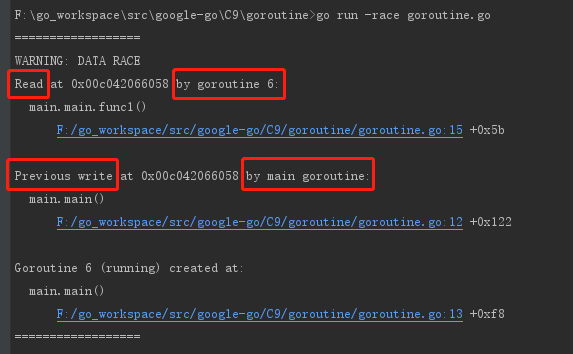 F:\go_workspace\src\google-go\C9\goroutine>go run -race goroutine.go
==================
WARNING: DATA RACE
Read at 0x00c042066058 by goroutine 6:
main.main.func1()
F:/go_workspace/src/google-go/C9/goroutine/goroutine.go:15 +0x5b
Previous write at 0x00c042066058 by main goroutine:
main.main()
F:/go_workspace/src/google-go/C9/goroutine/goroutine.go:12 +0x122
Goroutine 6 (running) created at:
main.main()
F:/go_workspace/src/google-go/C9/goroutine/goroutine.go:13 +0xf8
==================